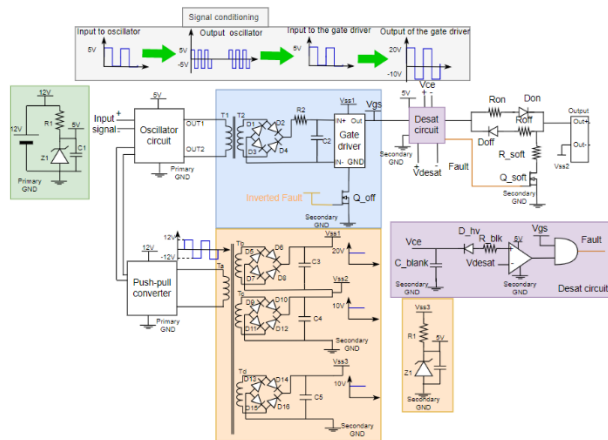 Signal conditioning
Input to oscillator
Output oscillator
Input to the gate driver
Output of the gate driver
5V
5V
-5V
5V
20V
-10V
12V
12V
R1
5V
Z1
C1
Primary
GND
Input +
signal -
5V
Oscillator
circuit
OUT1
OUT2
Primary
GND
T1
T2
D1
D2
D3
D4
R2
C2
Vss1
IN+
Out
Gate
driver
IN-
GND
Vgs
Inverted Fault
Q_off
Secondary
GND
5V
Vce
+ -
Desat
circuit
Secondary
GND
+ -
Vdesat
Fault
Ron
Don
Doff
Roff
R_soft
Q_soft
Secondary
GND
Output
Out+
Out-
Vss2
12V
-12V
12V
Push-pull
converter
Primary
GND
Ta
Tb
D5
D6
D7
D8
C3
Vss1
20V
Vss2
D9
D10
D11
D12
C4
10V
Secondary
GND
Td
D13
D14
D15
D16
C5
Vss3
10V
Vce
C_blank
Secondary
GND
D_hv
R_blk
Vdesat
5V
Secondary
GND
Vgs
Fault
Desat circuit
Vss3
R1
5V
Z1
Secondary
GND